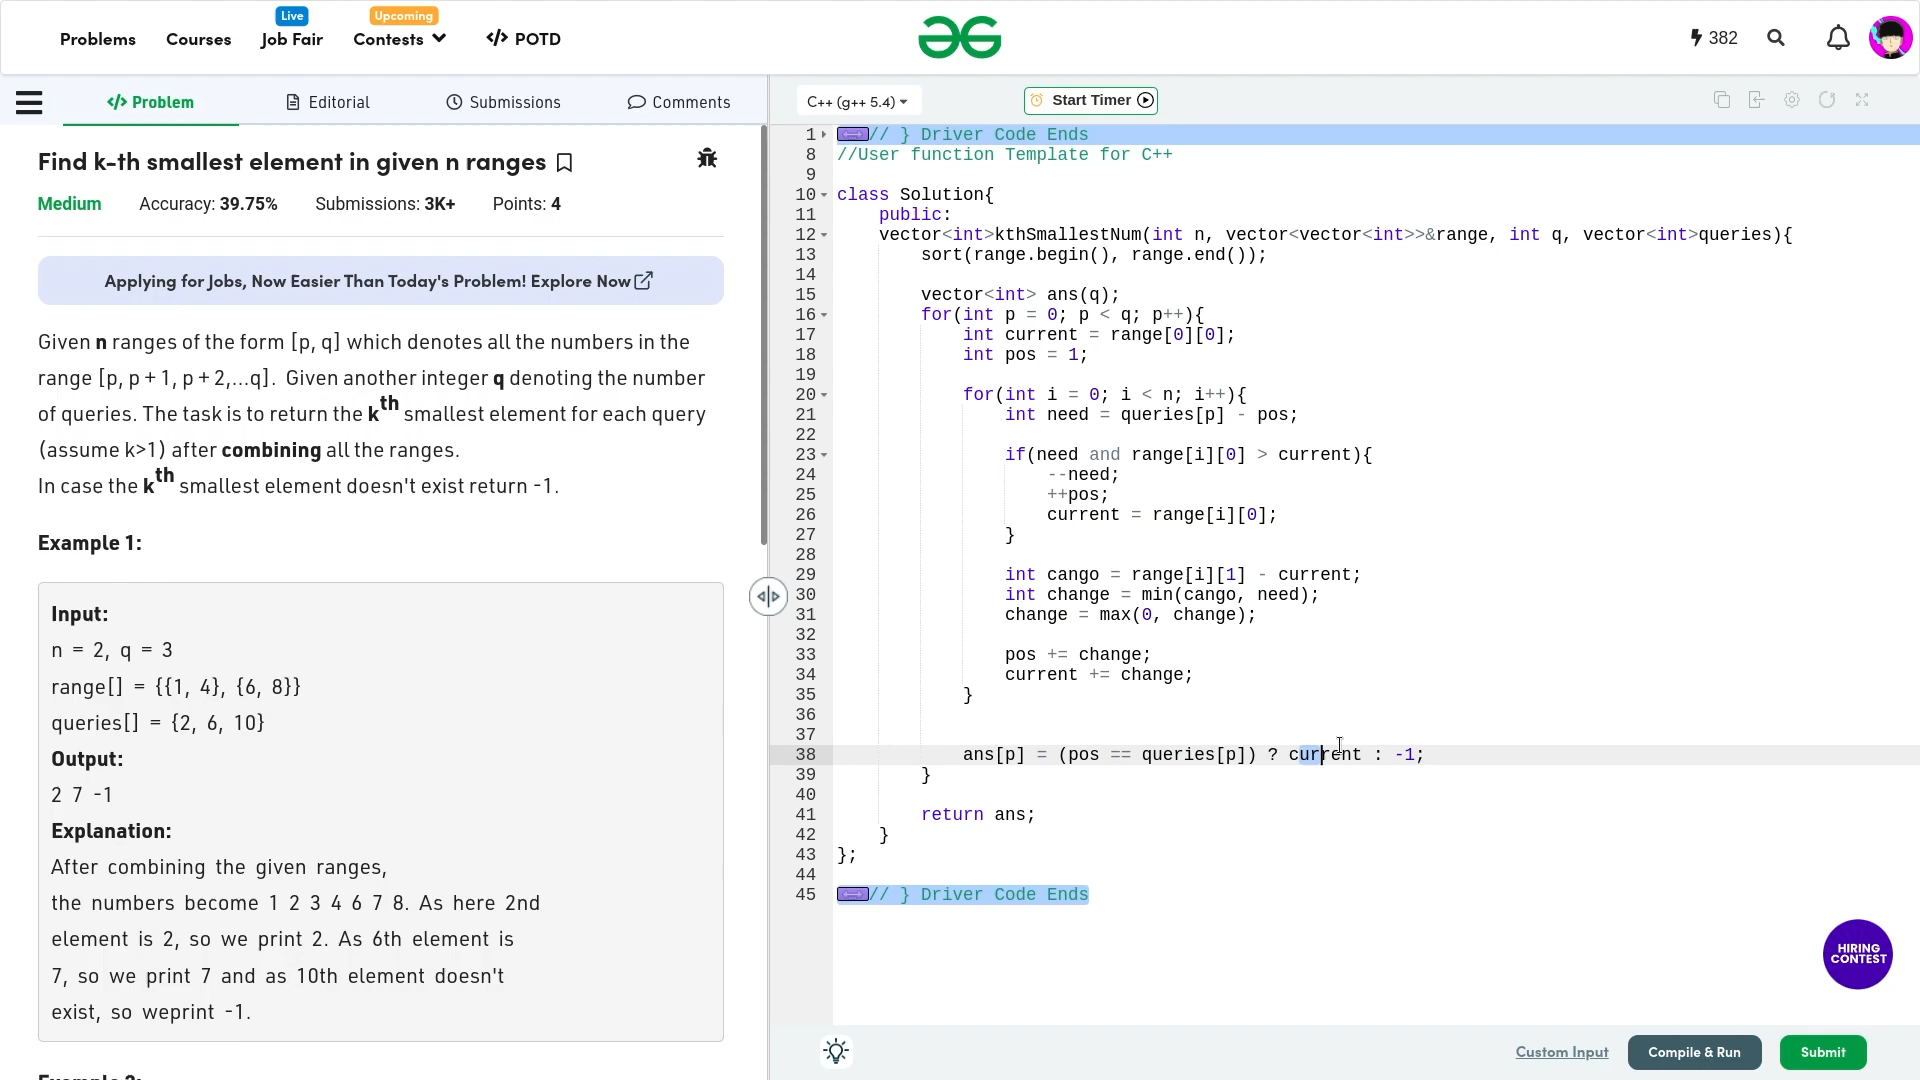 Live
Upcoming
Problems
Courses
Job Fair
Contests
</> POTD
382
</> Problem
Editorial
Submissions
Comments
C++ (g++ 5.4)
Start Timer
Find k-th smallest element in given n ranges
Medium
Accuracy: 39.75%
Submissions: 3K+
Points: 4
Applying for Jobs, Now Easier Than Today's Problem! Explore Now
Given n ranges of the form [p, q] which denotes all the numbers in the
range [p, p + 1, p + 2,...q].  Given another integer q denoting the number
of queries. The task is to return the kth smallest element for each query
(assume k>1) after combining all the ranges.
In case the kth smallest element doesn't exist return -1.
Example 1:
Input:
n = 2, q = 3
range[] = {{1, 4}, {6, 8}}
queries[] = {2, 6, 10}
Output:
2 7 -1
Explanation:
After combining the given ranges,
the numbers become 1 2 3 4 6 7 8. As here 2nd
element is 2, so we print 2. As 6th element is
7, so we print 7 and as 10th element doesn't
exist, so weprint -1.
1 // } Driver Code Ends
8 //User function Template for C++
9
10 class Solution{
11     public:
12     vector<int>kthSmallestNum(int n, vector<vector<int>>&range, int q, vector<int>queries){
13         sort(range.begin(), range.end());
14
15         vector<int> ans(q);
16         for(int p = 0; p < q; p++){
17             int current = range[0][0];
18             int pos = 1;
19
20             for(int i = 0; i < n; i++){
21                 int need = queries[p] - pos;
22
23                 if(need and range[i][0] > current){
24                     --need;
25                     ++pos;
26                     current = range[i][0];
27                 }
28
29                 int cango = range[i][1] - current;
30                 int change = min(cango, need);
31                 change = max(0, change);
32
33                 pos += change;
34                 current += change;
35             }
36
37
38             ans[p] = (pos == queries[p]) ? current : -1;
39         }
40
41         return ans;
42     }
43 };
44
45 // } Driver Code Ends
HIRING
CONTEST
Custom Input
Compile & Run
Submit